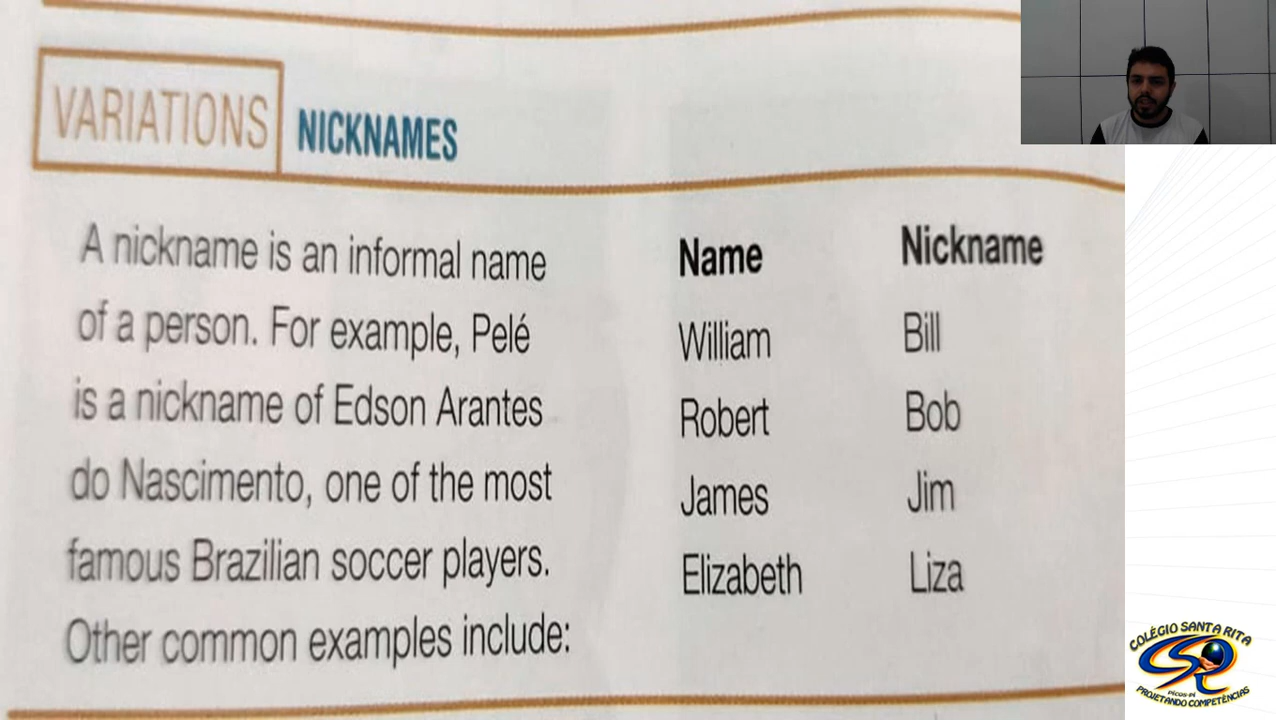 VARIATIONS NICKNAMES
A nickname is an informal name
of a person. For example, Pelé
is a nickname of Edson Arantes
do Nascimento, one of the most
famous Brazilian soccer players.
Other common examples include:
Name Nickname
William Bill
Robert Bob
James Jim
Elizabeth Liza
COLÉGIO SANTA RITA
PICOS-PI
PROJETANDO COMPETÊNCIAS